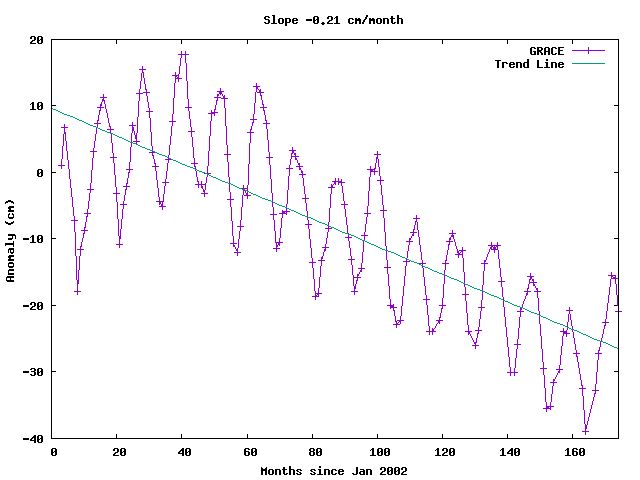 Slope -0.21 cm/month
GRACE
Trend Line
20
10
0
-10
-20
-30
-40
Anomaly (cm)
0 20 40 60 80 100 120 140 160
Months since Jan 2002